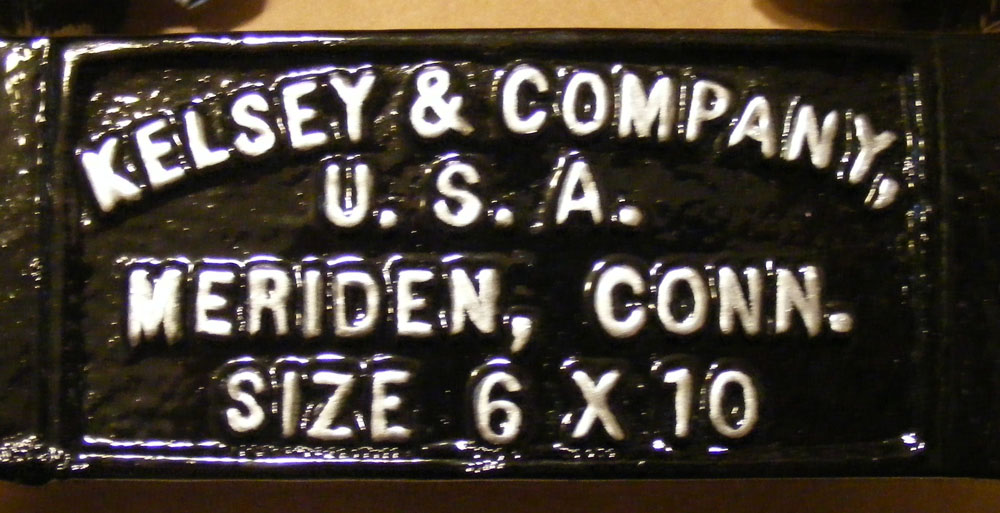 KELSEY & COMPANY,
U. S. A.
MERIDEN, CONN.
SIZE 6 X 10